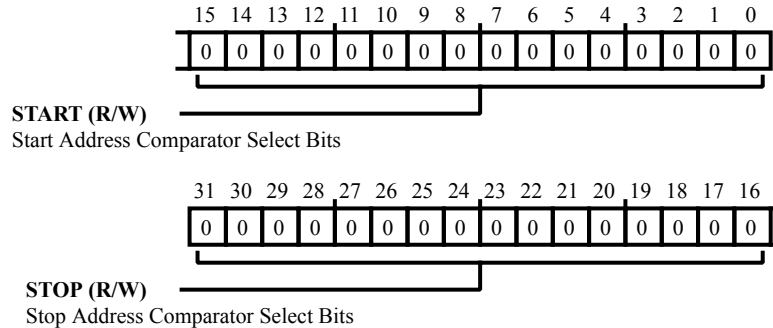 15 14 13 12 11 10 9 8 7 6 5 4 3 2 1 0
0 0 0 0 0 0 0 0 0 0 0 0 0 0 0 0
START (R/W)
Start Address Comparator Select Bits
31 30 29 28 27 26 25 24 23 22 21 20 19 18 17 16
0 0 0 0 0 0 0 0 0 0 0 0 0 0 0 0
STOP (R/W)
Stop Address Comparator Select Bits